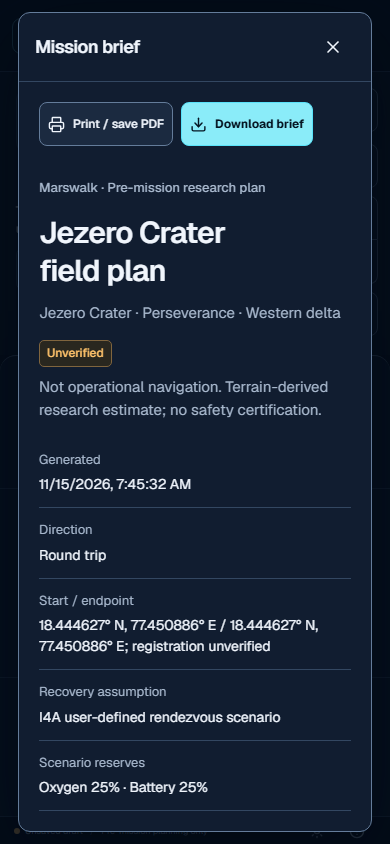 Mission brief
Print / save PDF
Download brief
Marswalk · Pre-mission research plan
Jezero Crater
field plan
Jezero Crater · Perseverance · Western delta
Unverified
Not operational navigation. Terrain-derived
research estimate; no safety certification.
Generated
11/15/2026, 7:45:32 AM
Direction
Round trip
Start / endpoint
18.444627° N, 77.450886° E / 18.444627° N,
77.450886° E; registration unverified
Recovery assumption
I4A user-defined rendezvous scenario
Scenario reserves
Oxygen 25% · Battery 25%